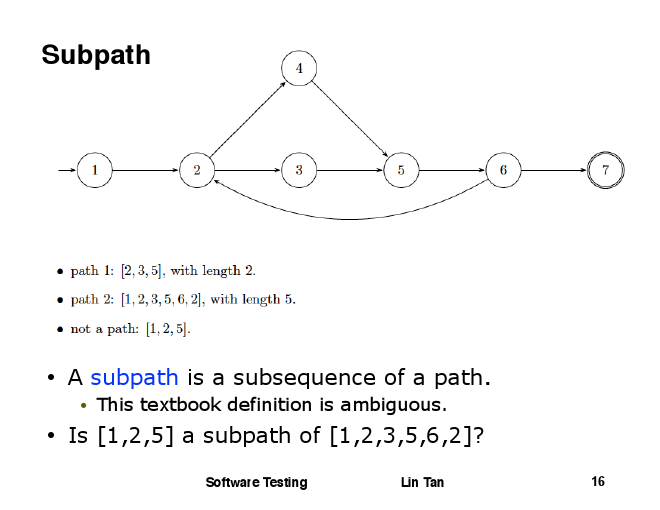 Subpath
4
1 2 3 5 6 7
• path 1: [2, 3, 5], with length 2.
• path 2: [1, 2, 3, 5, 6, 2], with length 5.
• not a path: [1, 2, 5].
• A subpath is a subsequence of a path.
• This textbook definition is ambiguous.
• Is [1,2,5] a subpath of [1,2,3,5,6,2]?
Software Testing Lin Tan 16